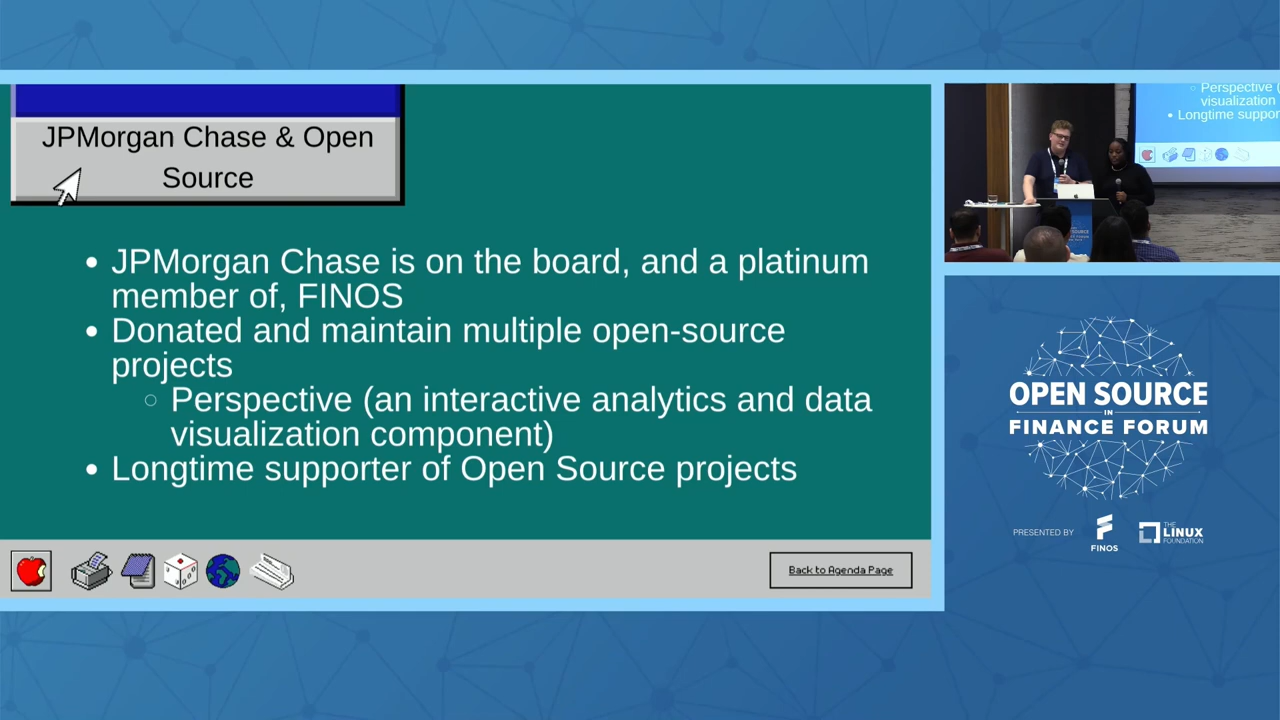 JPMorgan Chase & Open
Source
• JPMorgan Chase is on the board, and a platinum
member of, FINOS
• Donated and maintain multiple open-source
projects
○ Perspective (an interactive analytics and data
visualization component)
• Longtime supporter of Open Source projects
Back to Agenda Page
○ Perspective (
visualization
• Longtime suppor
OPEN SOURCE
IN
FINANCE FORUM
PRESENTED BY
FINOS
THE
LINUX
FOUNDATION